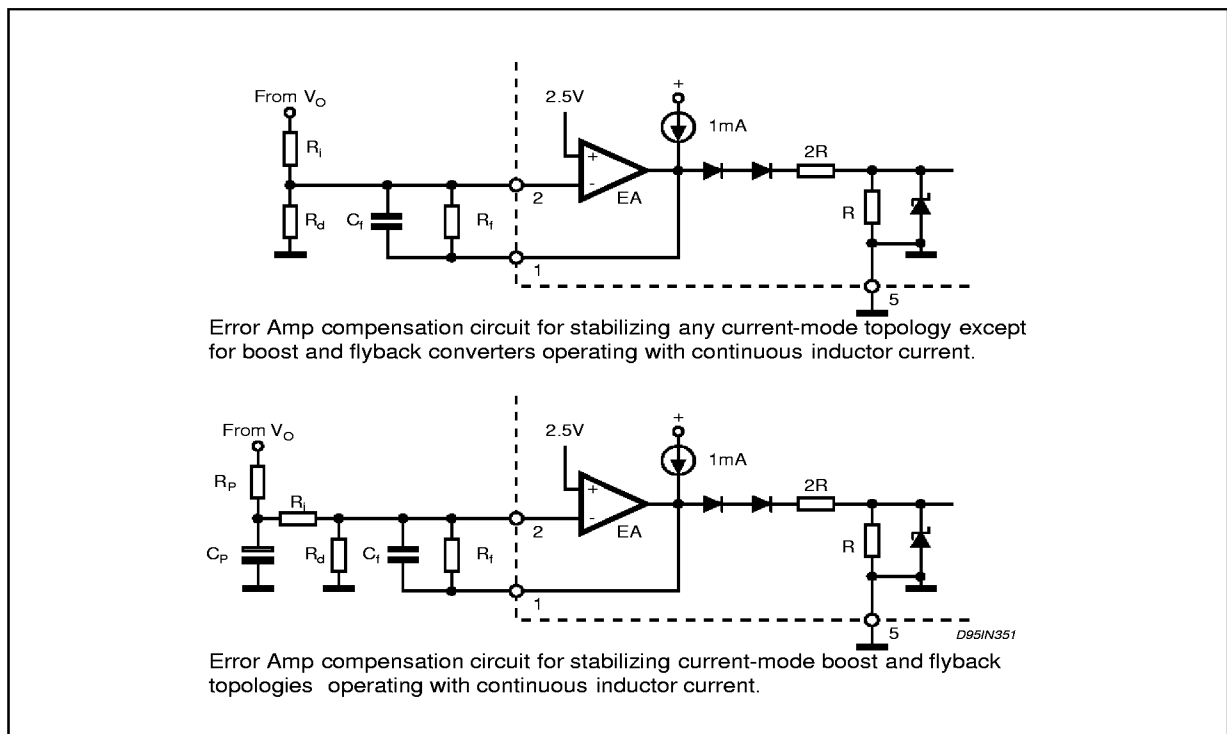 From V_O
2.5V
+
1mA
2R
R_i
+
-
2
EA
R_d
C_f
R_f
R
1
5
Error Amp compensation circuit for stabilizing any current-mode topology except
for boost and flyback converters operating with continuous inductor current.
From V_O
2.5V
+
1mA
R_P
2R
R_i
+
-
2
EA
C_P
R_d
C_f
R_f
R
1
5
D95IN351
Error Amp compensation circuit for stabilizing current-mode boost and flyback
topologies operating with continuous inductor current.